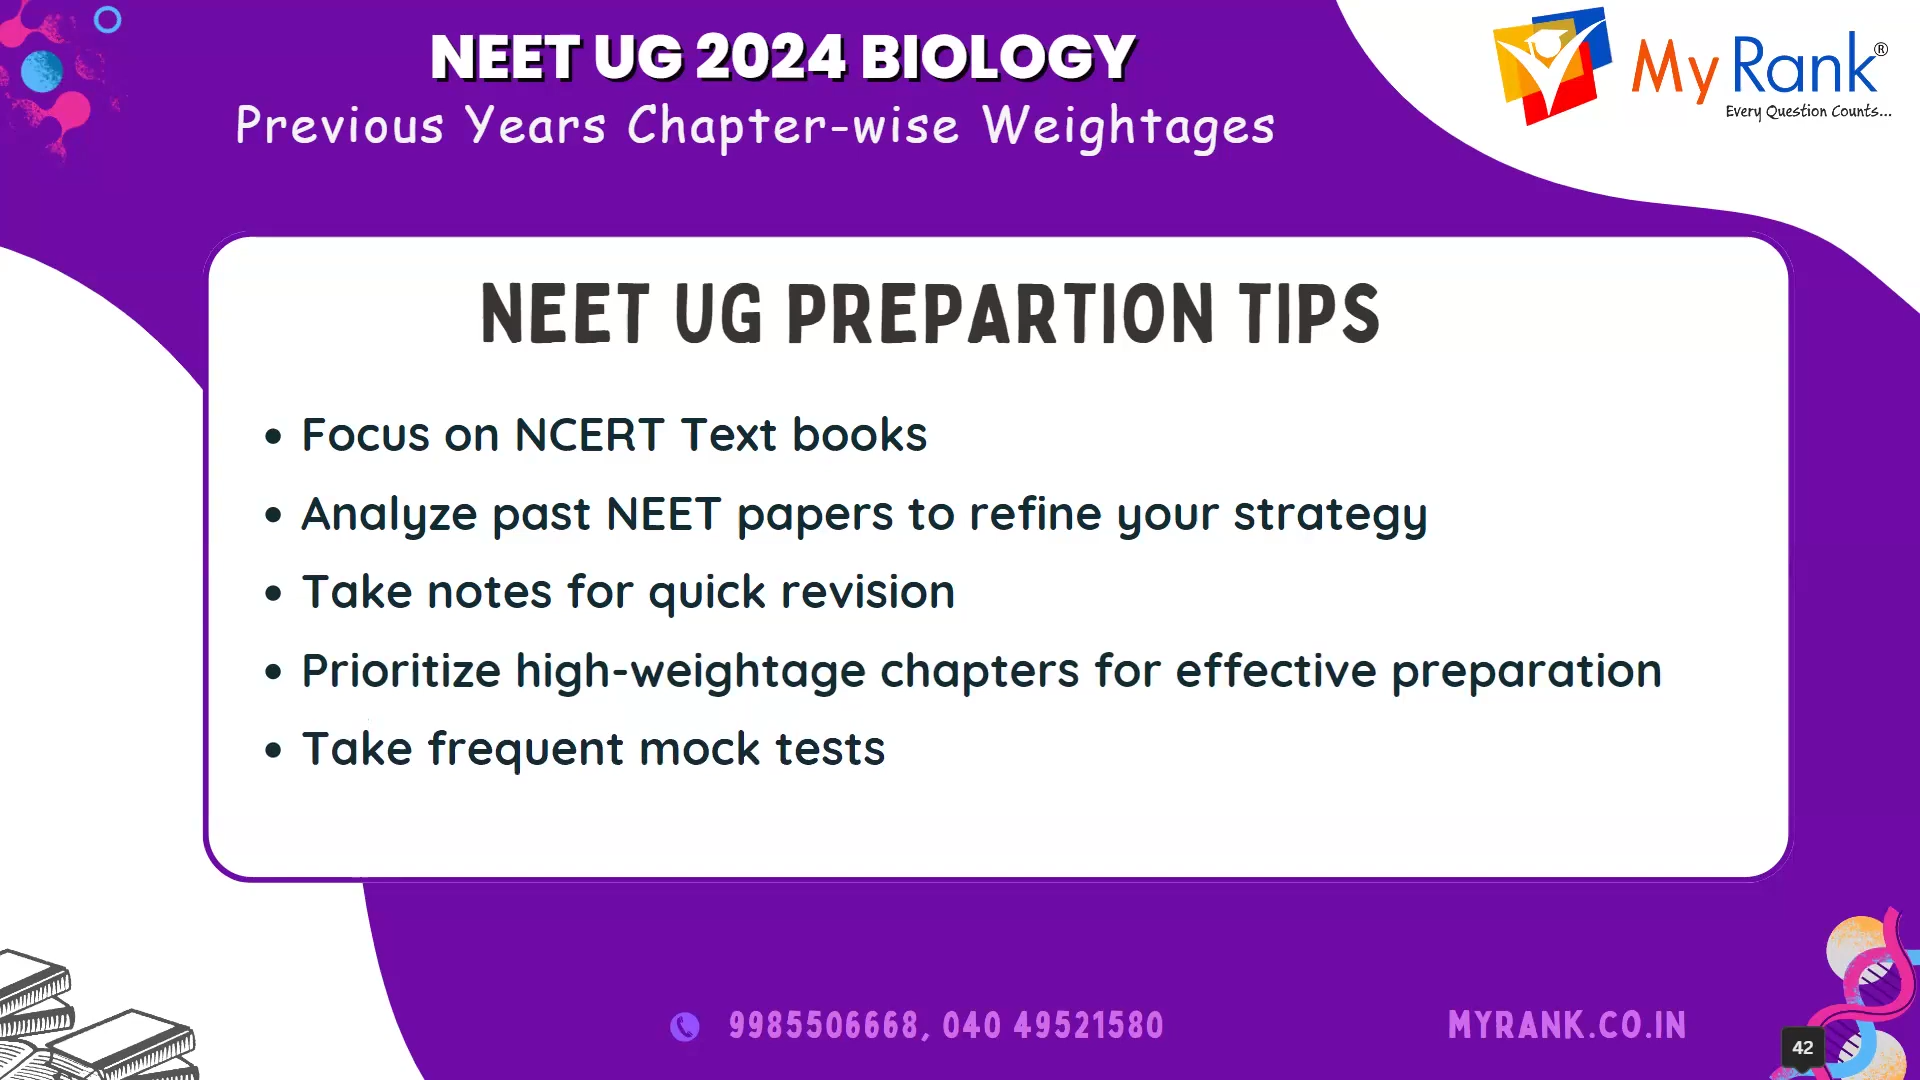 NEET UG 2024 BIOLOGY
Previous Years Chapter-wise Weightages
My Rank®
Every Question Counts...
NEET UG PREPARTION TIPS
• Focus on NCERT Text books
• Analyze past NEET papers to refine your strategy
• Take notes for quick revision
• Prioritize high-weightage chapters for effective preparation
• Take frequent mock tests
9985506668, 040 49521580
MYRANK.CO.IN
42